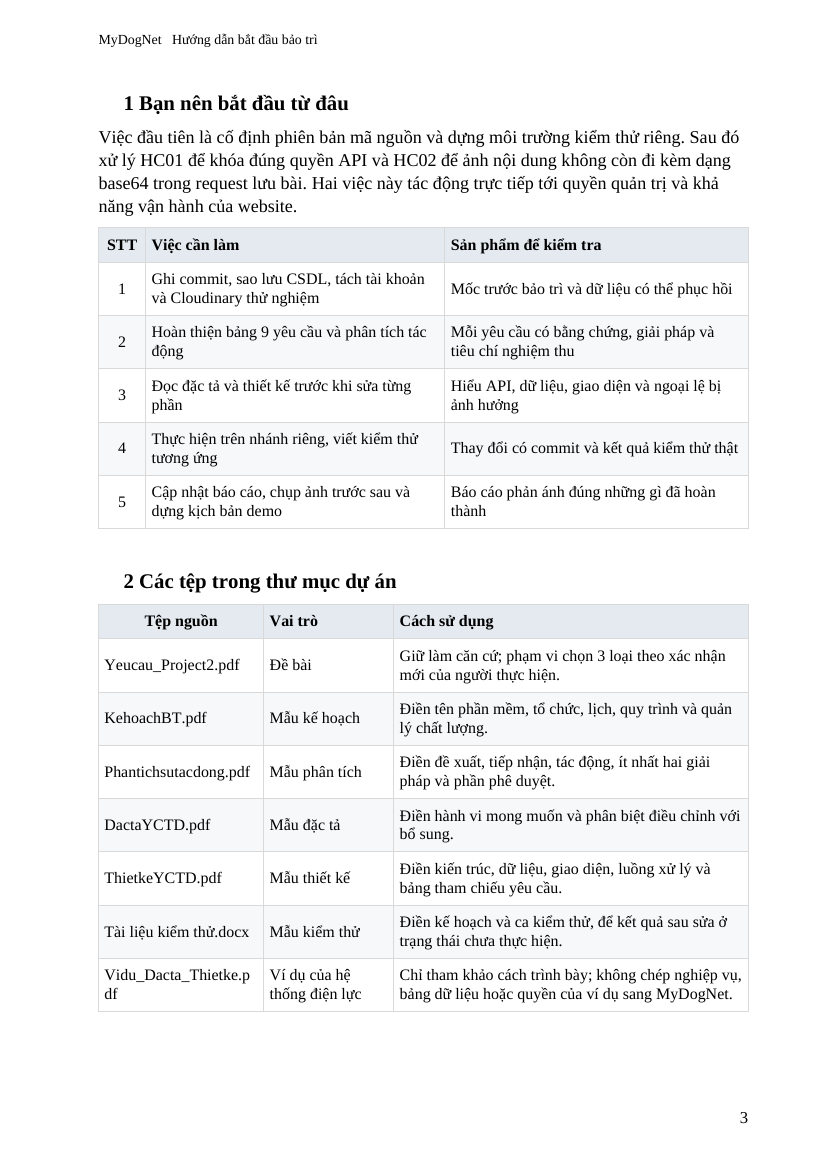 MyDogNet Hướng dẫn bắt đầu bảo trì
1 Bạn nên bắt đầu từ đâu
Việc đầu tiên là cố định phiên bản mã nguồn và dựng môi trường kiểm thử riêng. Sau đó
xử lý HC01 để khóa đúng quyền API và HC02 để ảnh nội dung không còn đi kèm dạng
base64 trong request lưu bài. Hai việc này tác động trực tiếp tới quyền quản trị và khả
năng vận hành của website.
STT Việc cần làm Sản phẩm để kiểm tra
1 Ghi commit, sao lưu CSDL, tách tài khoản
và Cloudinary thử nghiệm
Mốc trước bảo trì và dữ liệu có thể phục hồi
2 Hoàn thiện bảng 9 yêu cầu và phân tích tác
động
Mỗi yêu cầu có bằng chứng, giải pháp và
tiêu chí nghiệm thu
3 Đọc đặc tả và thiết kế trước khi sửa từng
phần
Hiểu API, dữ liệu, giao diện và ngoại lệ bị
ảnh hưởng
4 Thực hiện trên nhánh riêng, viết kiểm thử
tương ứng
Thay đổi có commit và kết quả kiểm thử thật
5 Cập nhật báo cáo, chụp ảnh trước sau và
dựng kịch bản demo
Báo cáo phản ánh đúng những gì đã hoàn
thành
2 Các tệp trong thư mục dự án
Tệp nguồn Vai trò Cách sử dụng
Yeucau_Project2.pdf Đề bài
Giữ làm căn cứ; phạm vi chọn 3 loại theo xác nhận
mới của người thực hiện.
KehoachBT.pdf Mẫu kế hoạch
Điền tên phần mềm, tổ chức, lịch, quy trình và quản
lý chất lượng.
Phantichsutacdong.pdf Mẫu phân tích
Điền đề xuất, tiếp nhận, tác động, ít nhất hai giải
pháp và phần phê duyệt.
DactaYCTD.pdf Mẫu đặc tả
Điền hành vi mong muốn và phân biệt điều chỉnh với
bổ sung.
ThietkeYCTD.pdf Mẫu thiết kế
Điền kiến trúc, dữ liệu, giao diện, luồng xử lý và
bảng tham chiếu yêu cầu.
Tài liệu kiểm thử.docx Mẫu kiểm thử
Điền kế hoạch và ca kiểm thử, để kết quả sau sửa ở
trạng thái chưa thực hiện.
Vidu_Dacta_Thietke.p
df
Ví dụ của hệ
thống điện lực
Chỉ tham khảo cách trình bày; không chép nghiệp vụ,
bảng dữ liệu hoặc quyền của ví dụ sang MyDogNet.
3